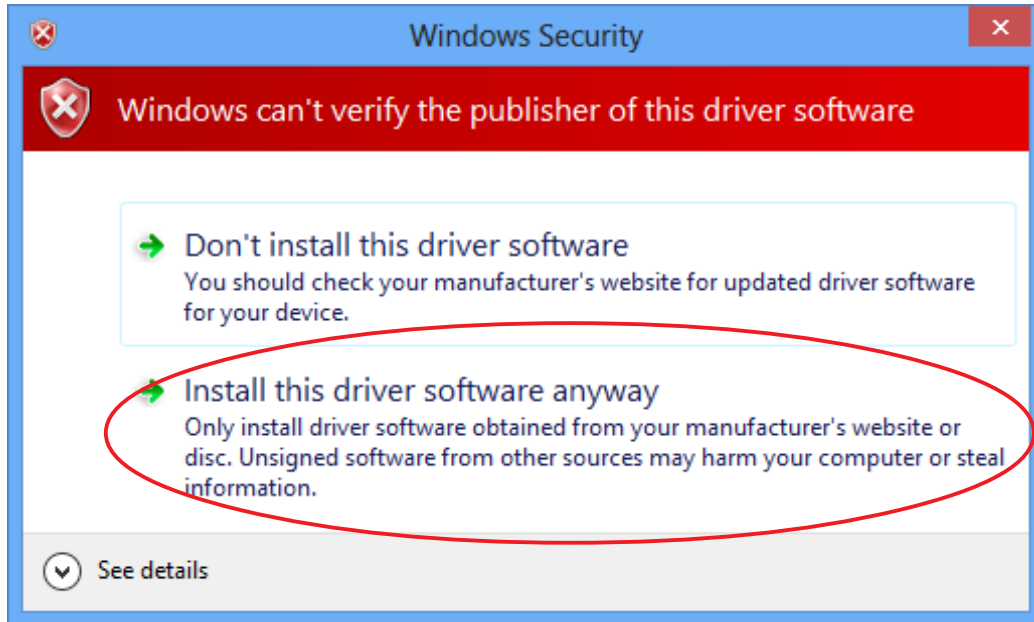 Windows Security
Windows can't verify the publisher of this driver software
Don't install this driver software
You should check your manufacturer's website for updated driver software
for your device.
Install this driver software anyway
Only install driver software obtained from your manufacturer's website or
disc. Unsigned software from other sources may harm your computer or steal
information.
See details